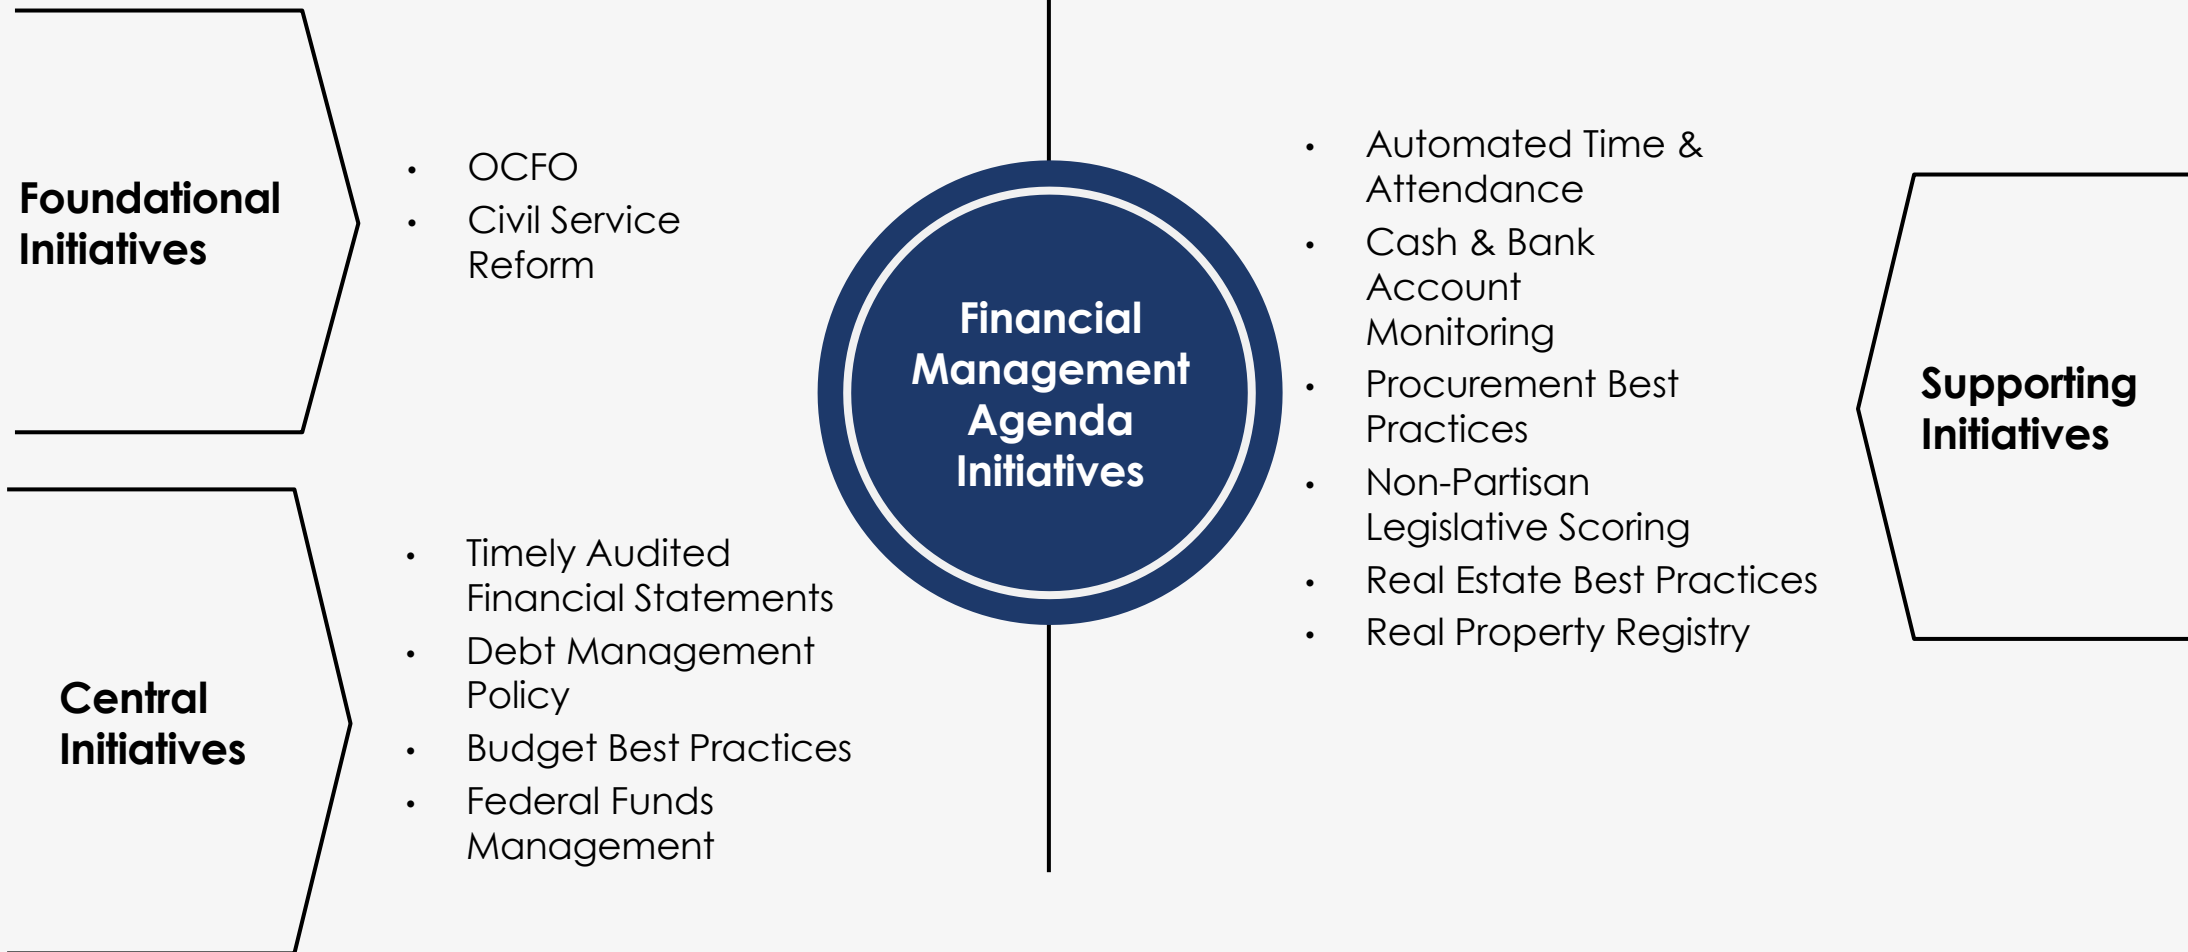 Foundational
Initiatives
• OCFO
• Civil Service
Reform
Central
Initiatives
• Timely Audited
Financial Statements
• Debt Management
Policy
• Budget Best Practices
• Federal Funds
Management
Financial
Management
Agenda
Initiatives
• Automated Time &
Attendance
• Cash & Bank
Account
Monitoring
• Procurement Best
Practices
• Non-Partisan
Legislative Scoring
• Real Estate Best Practices
• Real Property Registry
Supporting
Initiatives